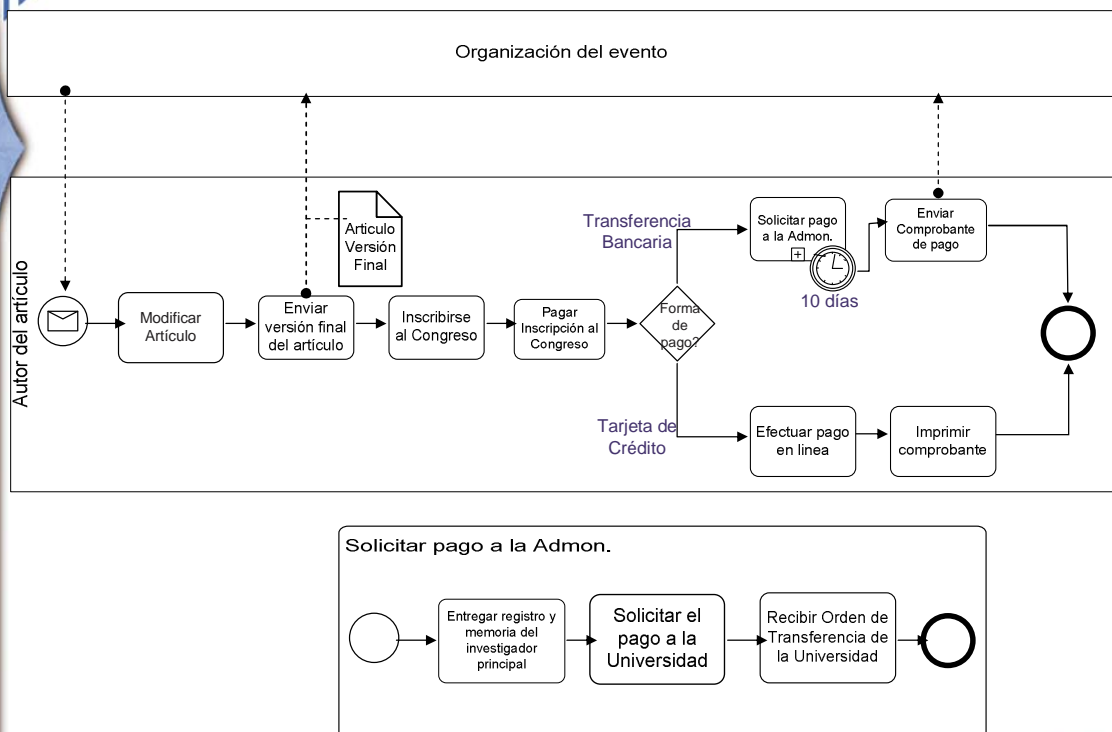 Organización del evento
Autor del artículo
Articulo
Versión
Final
Modificar
Artículo
Enviar
versión final
del artículo
Inscribirse
al Congreso
Pagar
Inscripción al
Congreso
Forma
de
pago?
Transferencia
Bancaria
Solicitar pago
a la Admon.
10 días
Enviar
Comprobante
de pago
Tarjeta de
Crédito
Efectuar pago
en linea
Imprimir
comprobante
Solicitar pago a la Admon.
Entregar registro y
memoria del
investigador
principal
Solicitar el
pago a la
Universidad
Recibir Orden de
Transferencia de
la Universidad